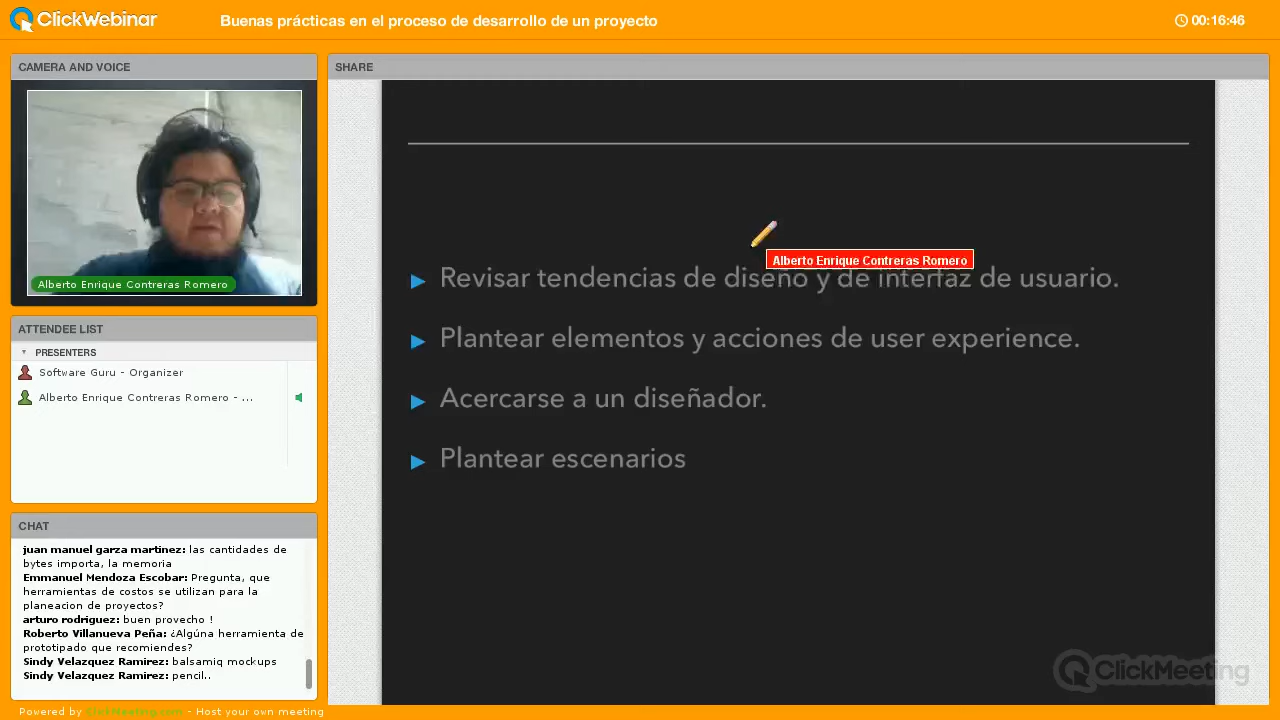 ClickWebinar
Buenas prácticas en el proceso de desarrollo de un proyecto
00:16:46
CAMERA AND VOICE
Alberto Enrique Contreras Romero
ATTENDEE LIST
PRESENTERS
Software Guru - Organizer
Alberto Enrique Contreras Romero - ...
CHAT
juan manuel garza martinez: las cantidades de
bytes importa, la memoria
Emmanuel Mendoza Escobar: Pregunta, que
herramientas de costos se utilizan para la
planeacion de proyectos?
arturo rodriguez: buen provecho !
Roberto Villanueva Peña: ¿Algúna herramienta de
prototipado que recomiendes?
Sindy Velazquez Ramirez: balsamiq mockups
Sindy Velazquez Ramirez: pencil..
Powered by ClickMeeting.com - Host your own meeting
SHARE
Alberto Enrique Contreras Romero
Revisar tendencias de diseño y de interfaz de usuario.
Plantear elementos y acciones de user experience.
Acercarse a un diseñador.
Plantear escenarios
ClickMeeting